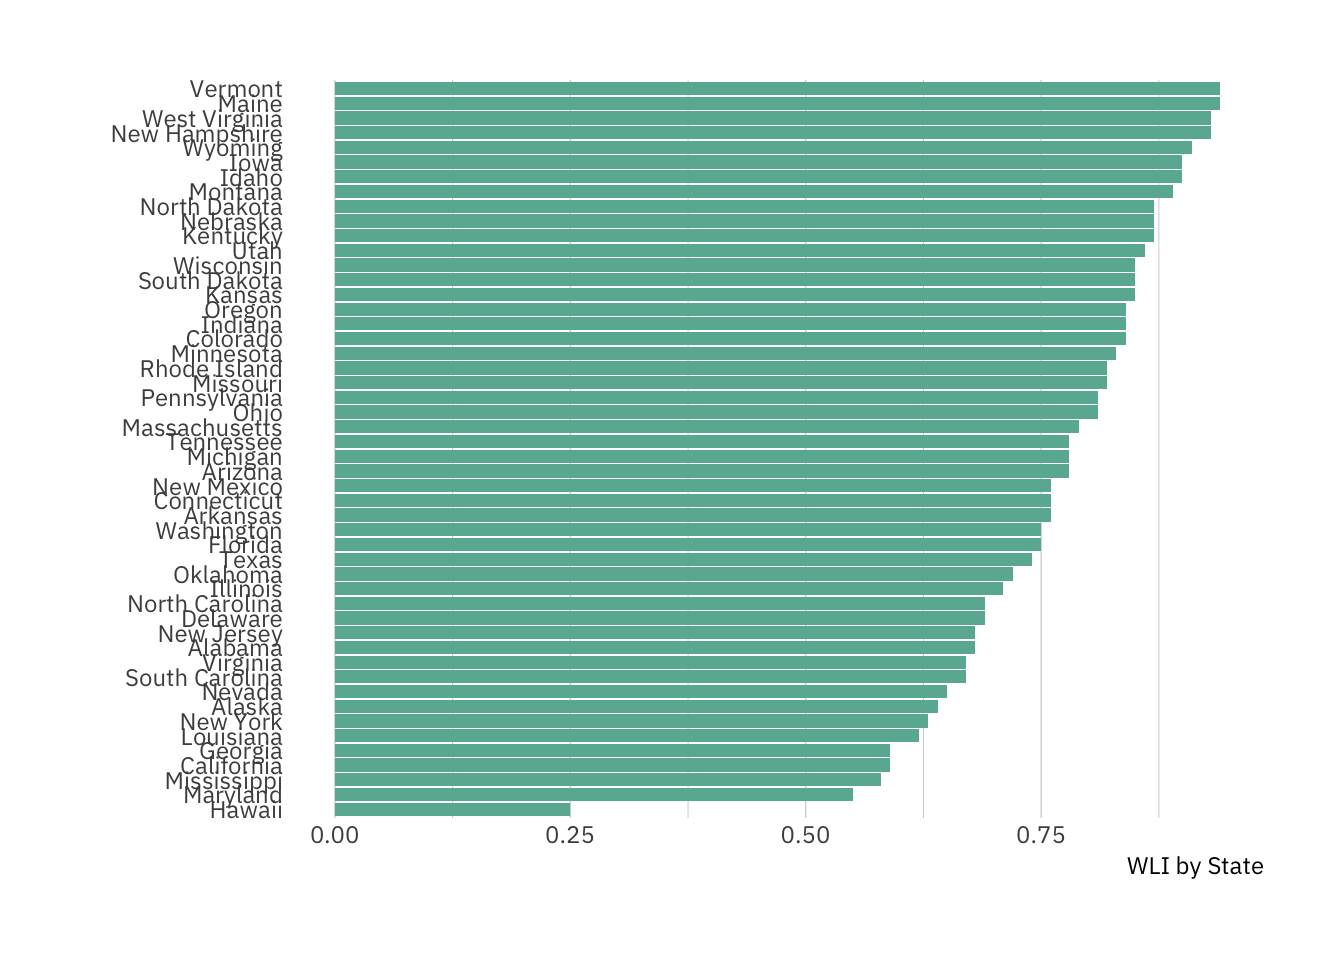 Vermont
Maine
West Virginia
New Hampshire
Wyoming
Iowa
Idaho
Montana
North Dakota
Nebraska
Kentucky
Utah
Wisconsin
South Dakota
Kansas
Oregon
Indiana
Colorado
Minnesota
Rhode Island
Missouri
Pennsylvania
Ohio
Massachusetts
Tennessee
Michigan
Arizona
New Mexico
Connecticut
Arkansas
Washington
Florida
Texas
Oklahoma
Illinois
North Carolina
Delaware
New Jersey
Alabama
Virginia
South Carolina
Nevada
Alaska
New York
Louisiana
Georgia
California
Mississippi
Maryland
Hawaii
0.00 0.25 0.50 0.75
WLI by State